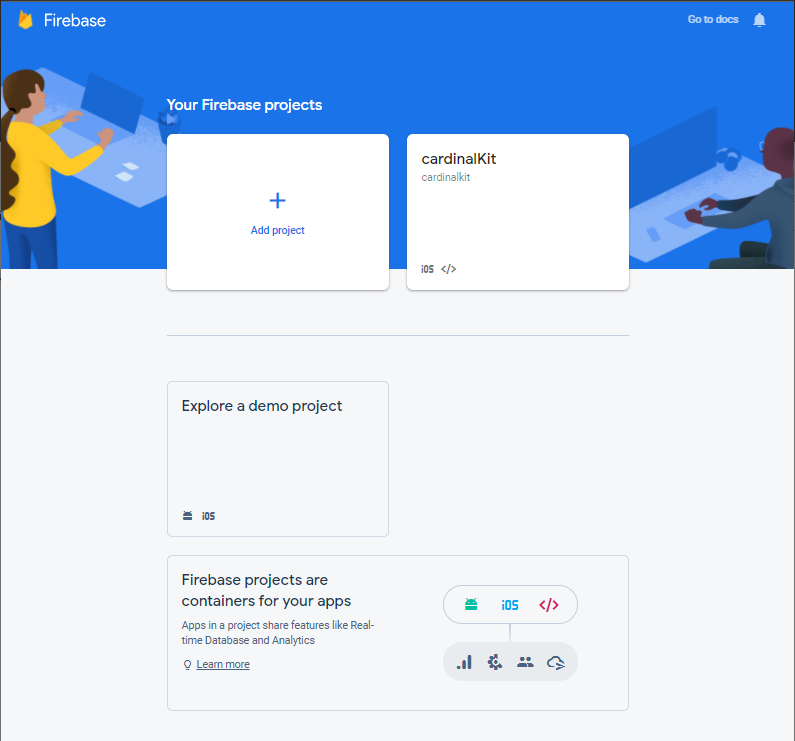 Firebase
Go to docs
Your Firebase projects
Add project
cardinalKit
cardinalkit
iOS </>
Explore a demo project
iOS
Firebase projects are
containers for your apps
Apps in a project share features like Real-
time Database and Analytics
Learn more
iOS </>